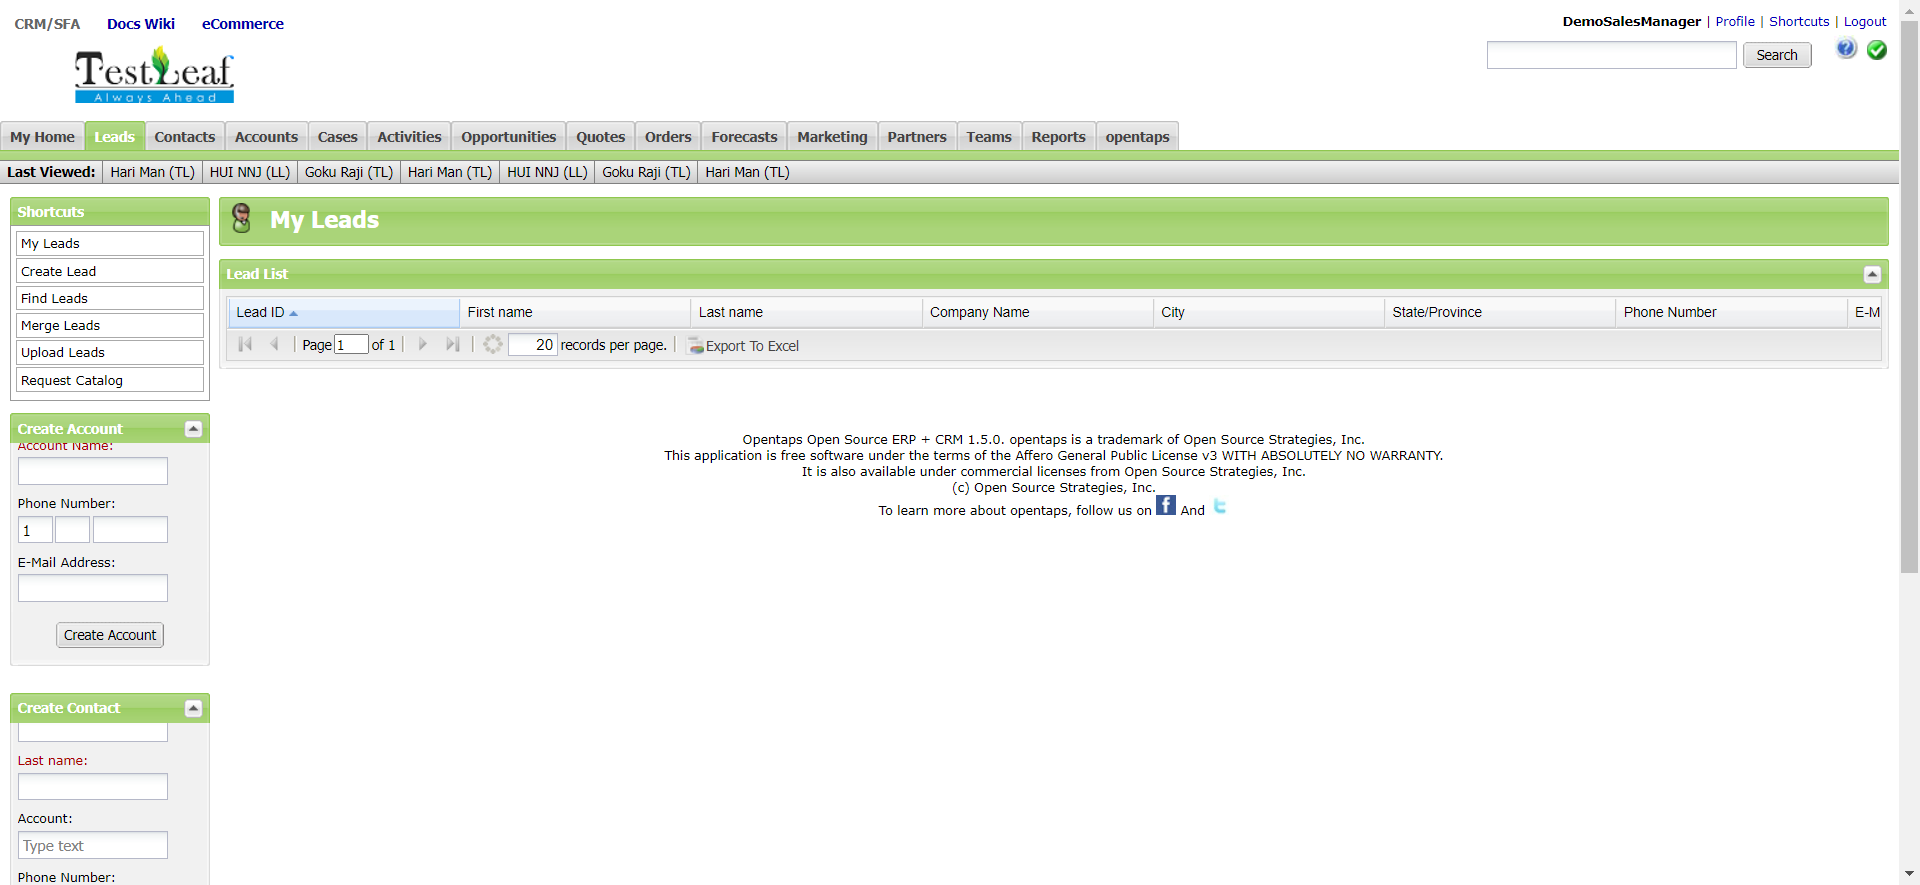 CRM/SFA Docs Wiki eCommerce
DemoSalesManager | Profile | Shortcuts | Logout
Search
TestLeaf
Always Ahead
My Home Leads Contacts Accounts Cases Activities Opportunities Quotes Orders Forecasts Marketing Partners Teams Reports opentaps
Last Viewed: Hari Man (TL) HUI NNJ (LL) Goku Raji (TL) Hari Man (TL) HUI NNJ (LL) Goku Raji (TL) Hari Man (TL)
Shortcuts
My Leads
Create Lead
Find Leads
Merge Leads
Upload Leads
Request Catalog
Create Account
Account Name:
Phone Number:
1
E-Mail Address:
Create Account
Create Contact
Last name:
Account:
Type text
Phone Number:
My Leads
Lead List
Lead ID First name Last name Company Name City State/Province Phone Number E-M
Page 1 of 1 20 records per page. Export To Excel
Opentaps Open Source ERP + CRM 1.5.0. opentaps is a trademark of Open Source Strategies, Inc.
This application is free software under the terms of the Affero General Public License v3 WITH ABSOLUTELY NO WARRANTY.
It is also available under commercial licenses from Open Source Strategies, Inc.
(c) Open Source Strategies, Inc.
To learn more about opentaps, follow us on f And t